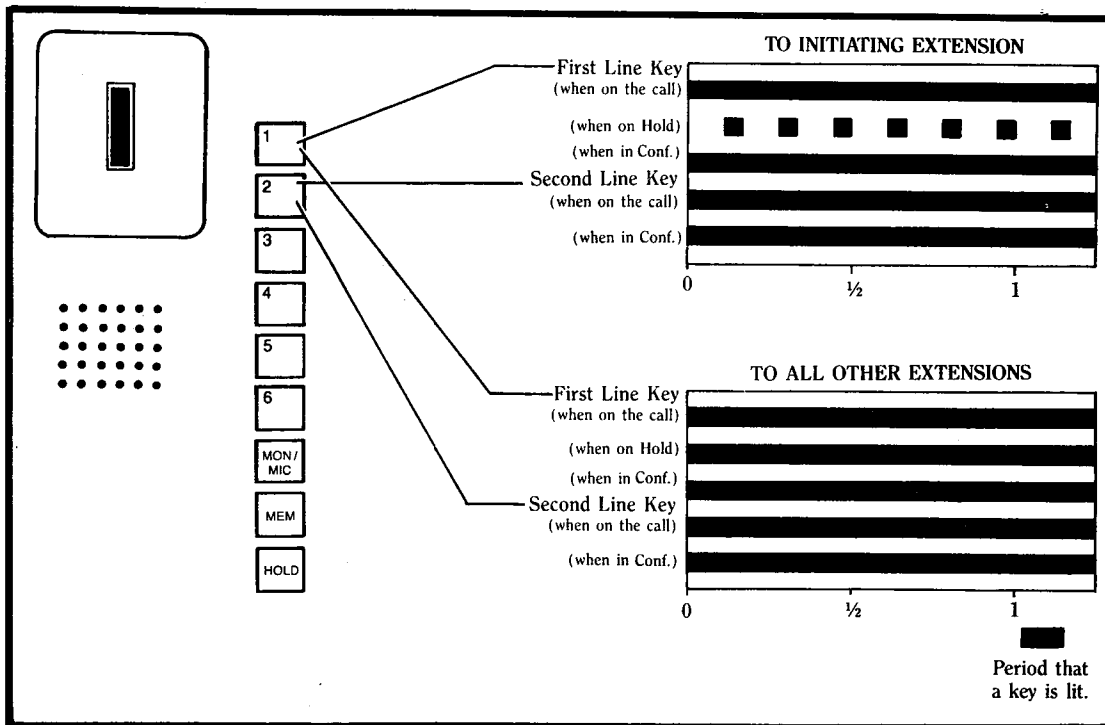 1
2
3
4
5
6
MON/
MIC
MEM
HOLD
TO INITIATING EXTENSION
First Line Key
(when on the call)
(when on Hold)
(when in Conf.)
Second Line Key
(when on the call)
(when in Conf.)
0 ½ 1
TO ALL OTHER EXTENSIONS
First Line Key
(when on the call)
(when on Hold)
(when in Conf.)
Second Line Key
(when on the call)
(when in Conf.)
0 ½ 1
Period that
a key is lit.